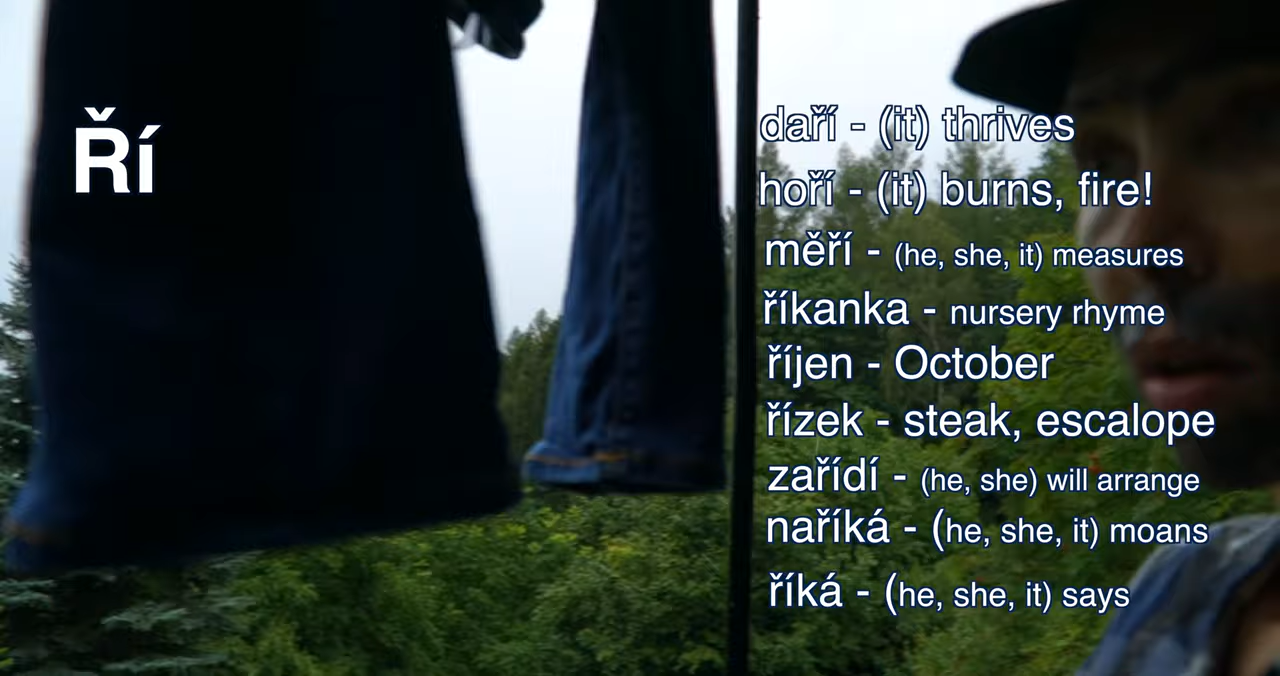 Ří
daří - (it) thrives
hoří - (it) burns, fire!
měří - (he, she, it) measures
říkanka - nursery rhyme
říjen - October
řízek - steak, escalope
zařídí - (he, she) will arrange
naříká - (he, she, it) moans
říká - (he, she, it) says